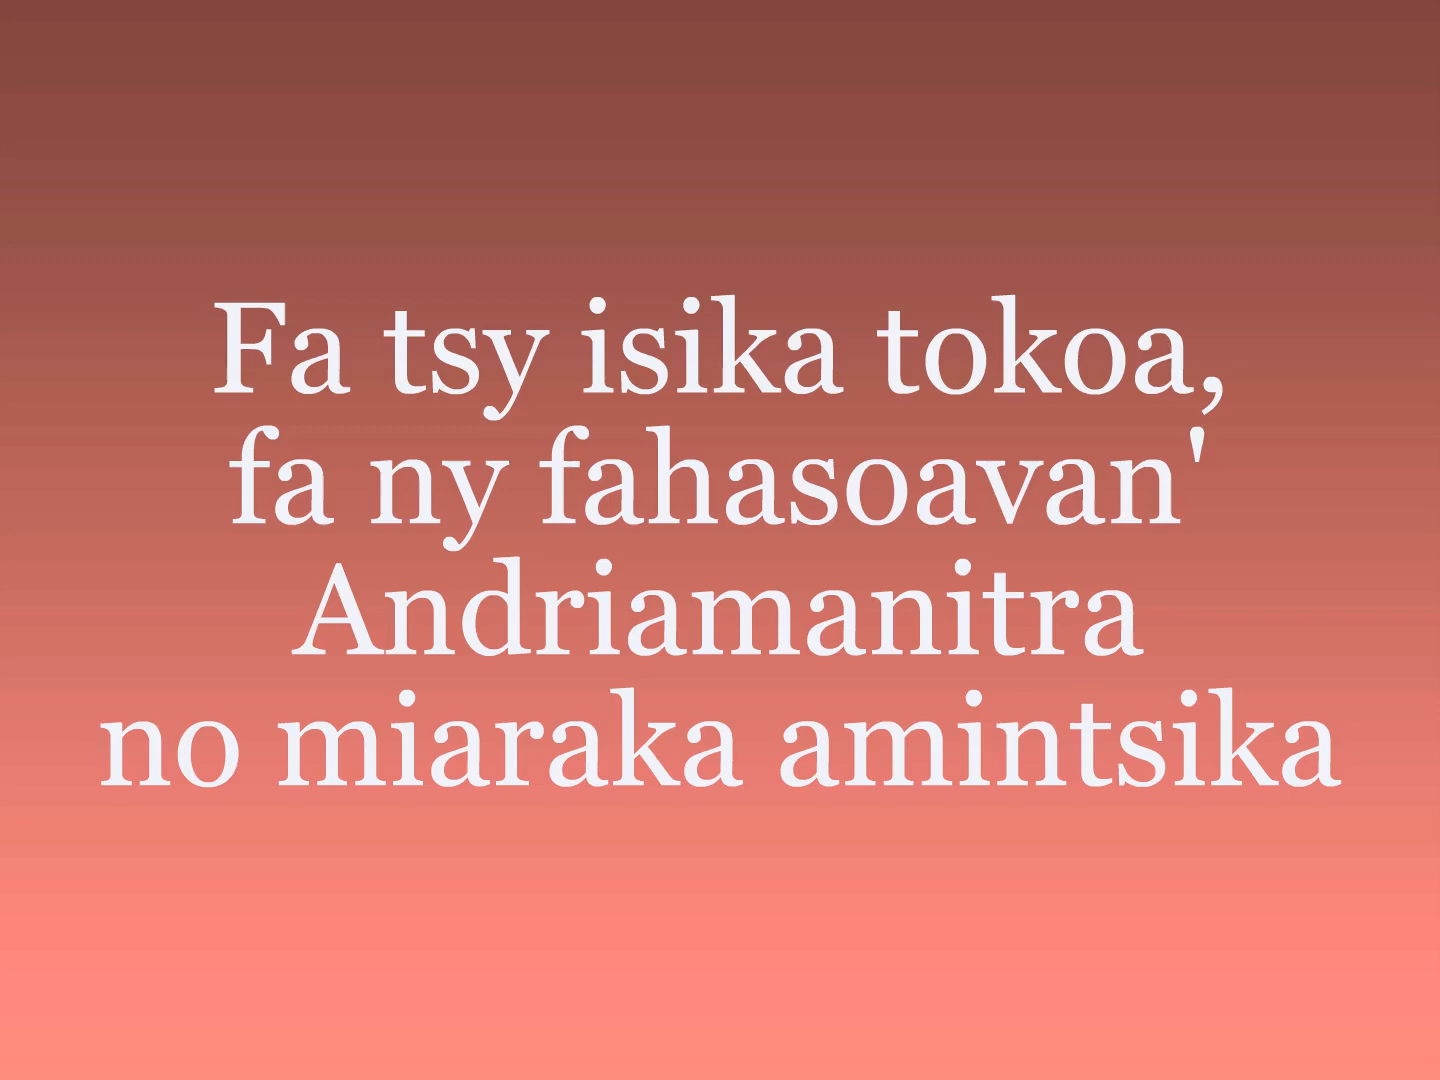 Fa tsy isika tokoa,
fa ny fahasoavan'
Andriamanitra
no miaraka amintsika